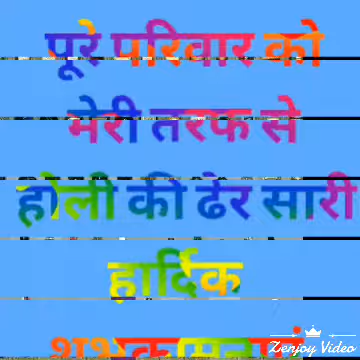 पूरे परिवार को
मेरी तरफ से
होली की ढेर सारी
हार्दिक
Zenjoy Video